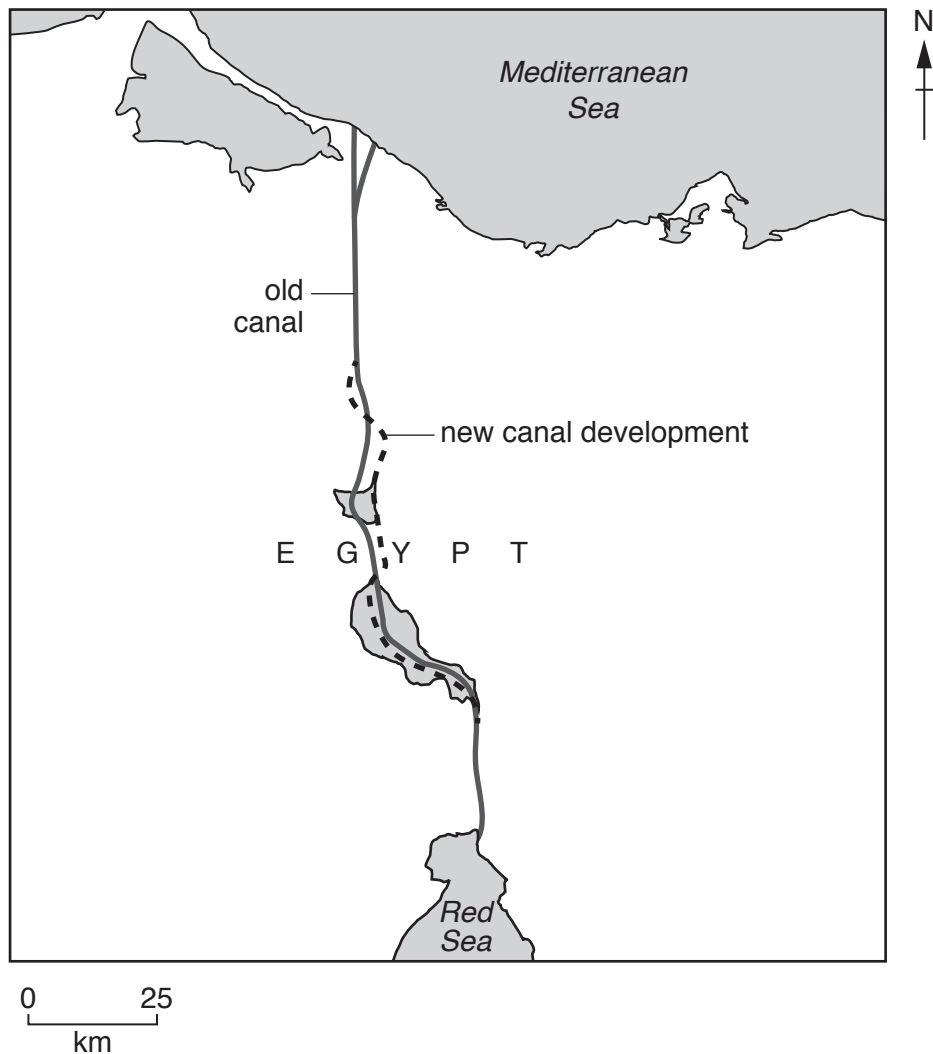 N
Mediterranean
Sea
old
canal
new canal development
E G Y P T
Red
Sea
0 25
km